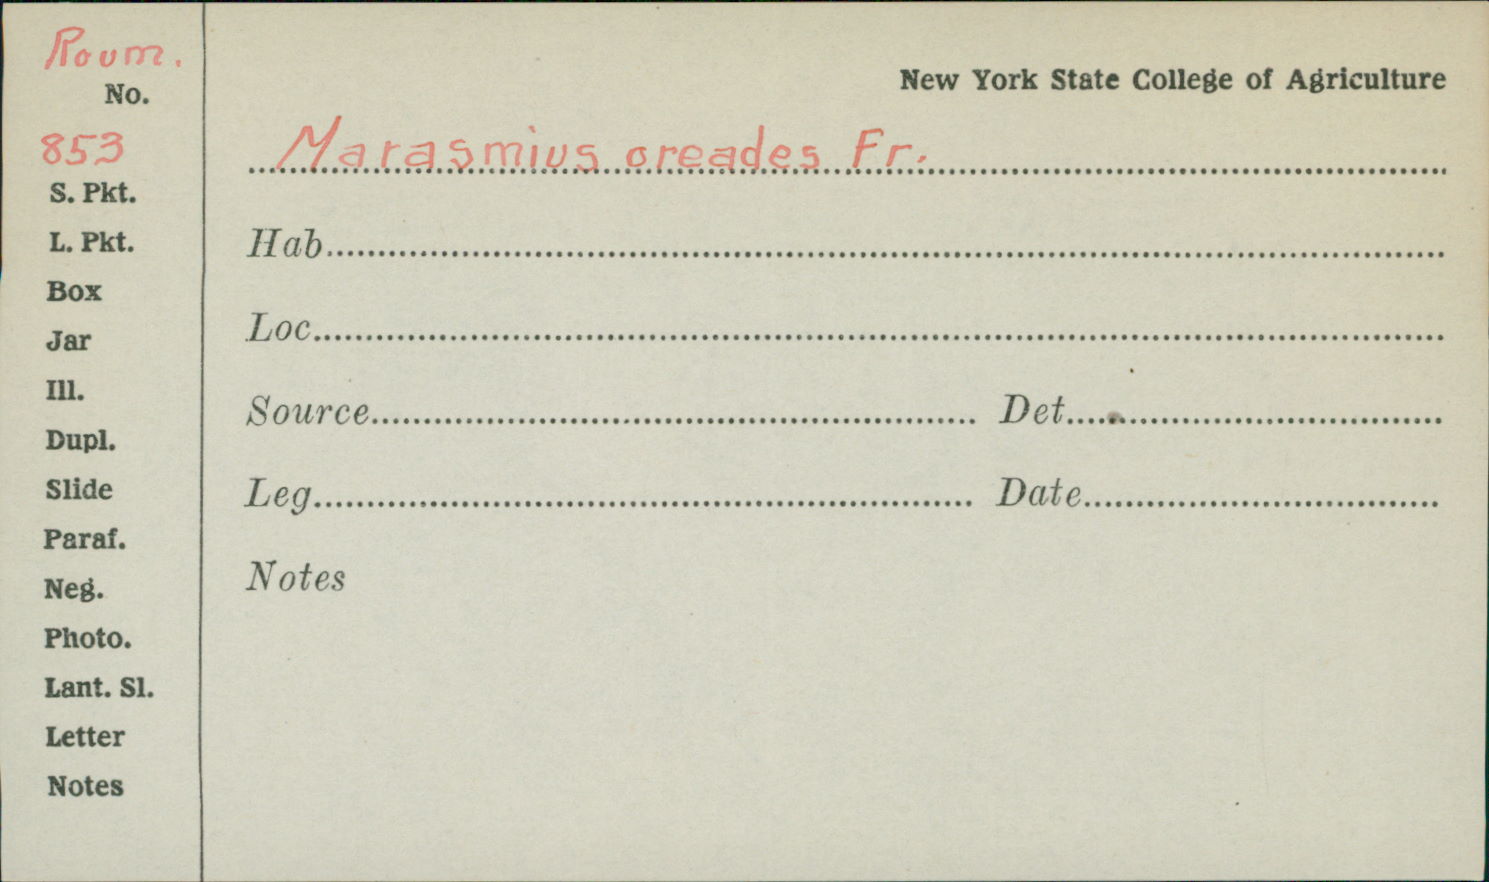 Roum.
No.
853
S. Pkt.
L. Pkt.
Box
Jar
Ill.
Dupl.
Slide
Paraf.
Neg.
Photo.
Lant. Sl.
Letter
Notes
New York State College of Agriculture
Marasmius oreades Fr.
Hab
Loc
Source Det
Leg Date
Notes